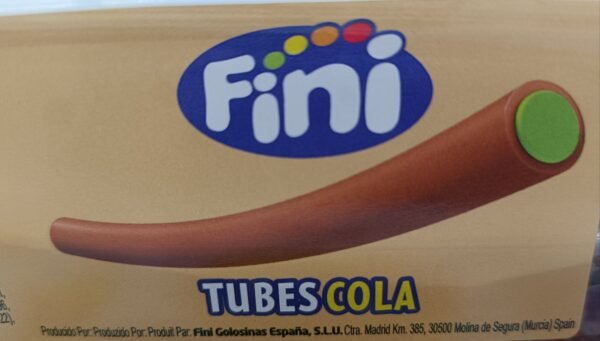 Fini
TUBES COLA
22),
Producido Por: Produzido Por: Produit Par: Fini Golosinas España, S.L.U. Ctra. Madrid Km. 385, 30500 Molina de Segura (Murcia) Spain